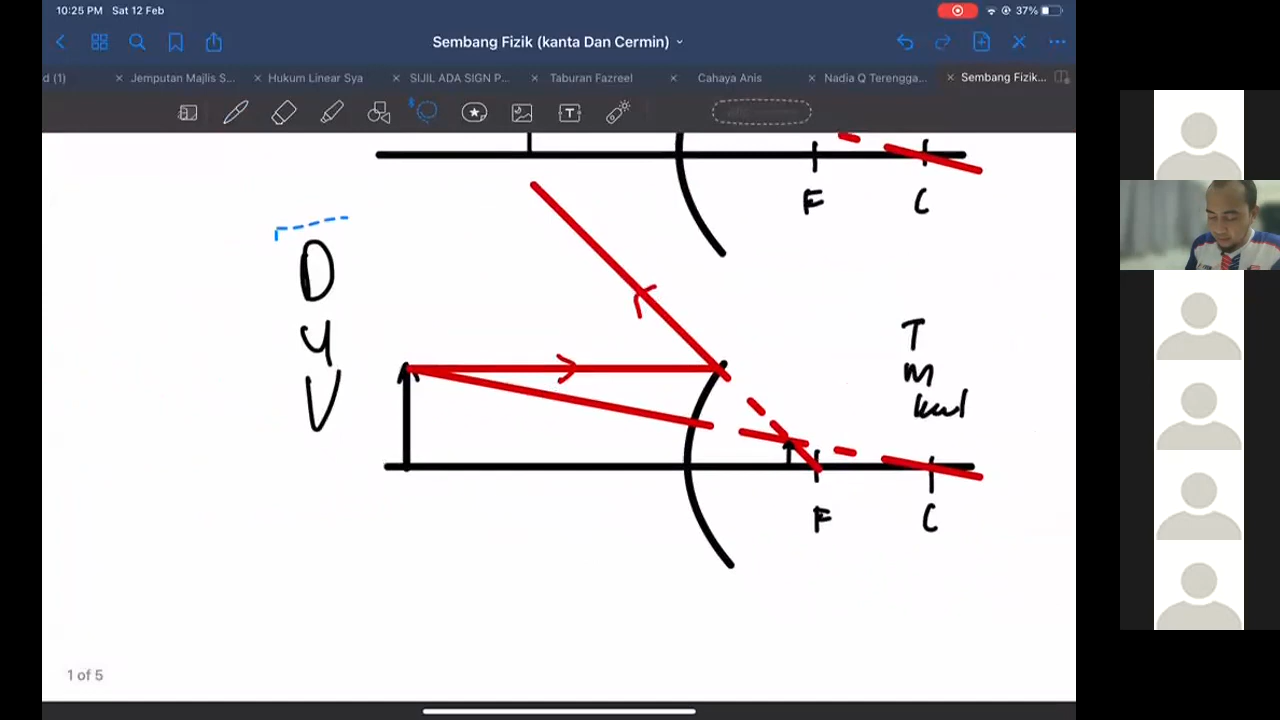 10:25 PM Sat 12 Feb
37%
Sembang Fizik (kanta Dan Cermin)
d (1)
Jemputan Majlis S...
Hukum Linear Sya
SIJIL ADA SIGN P...
Taburan Fazreel
Cahaya Anis
Nadia Q Terengga...
Sembang Fizik...
T
F C
D
T
M
V
F C
1 of 5